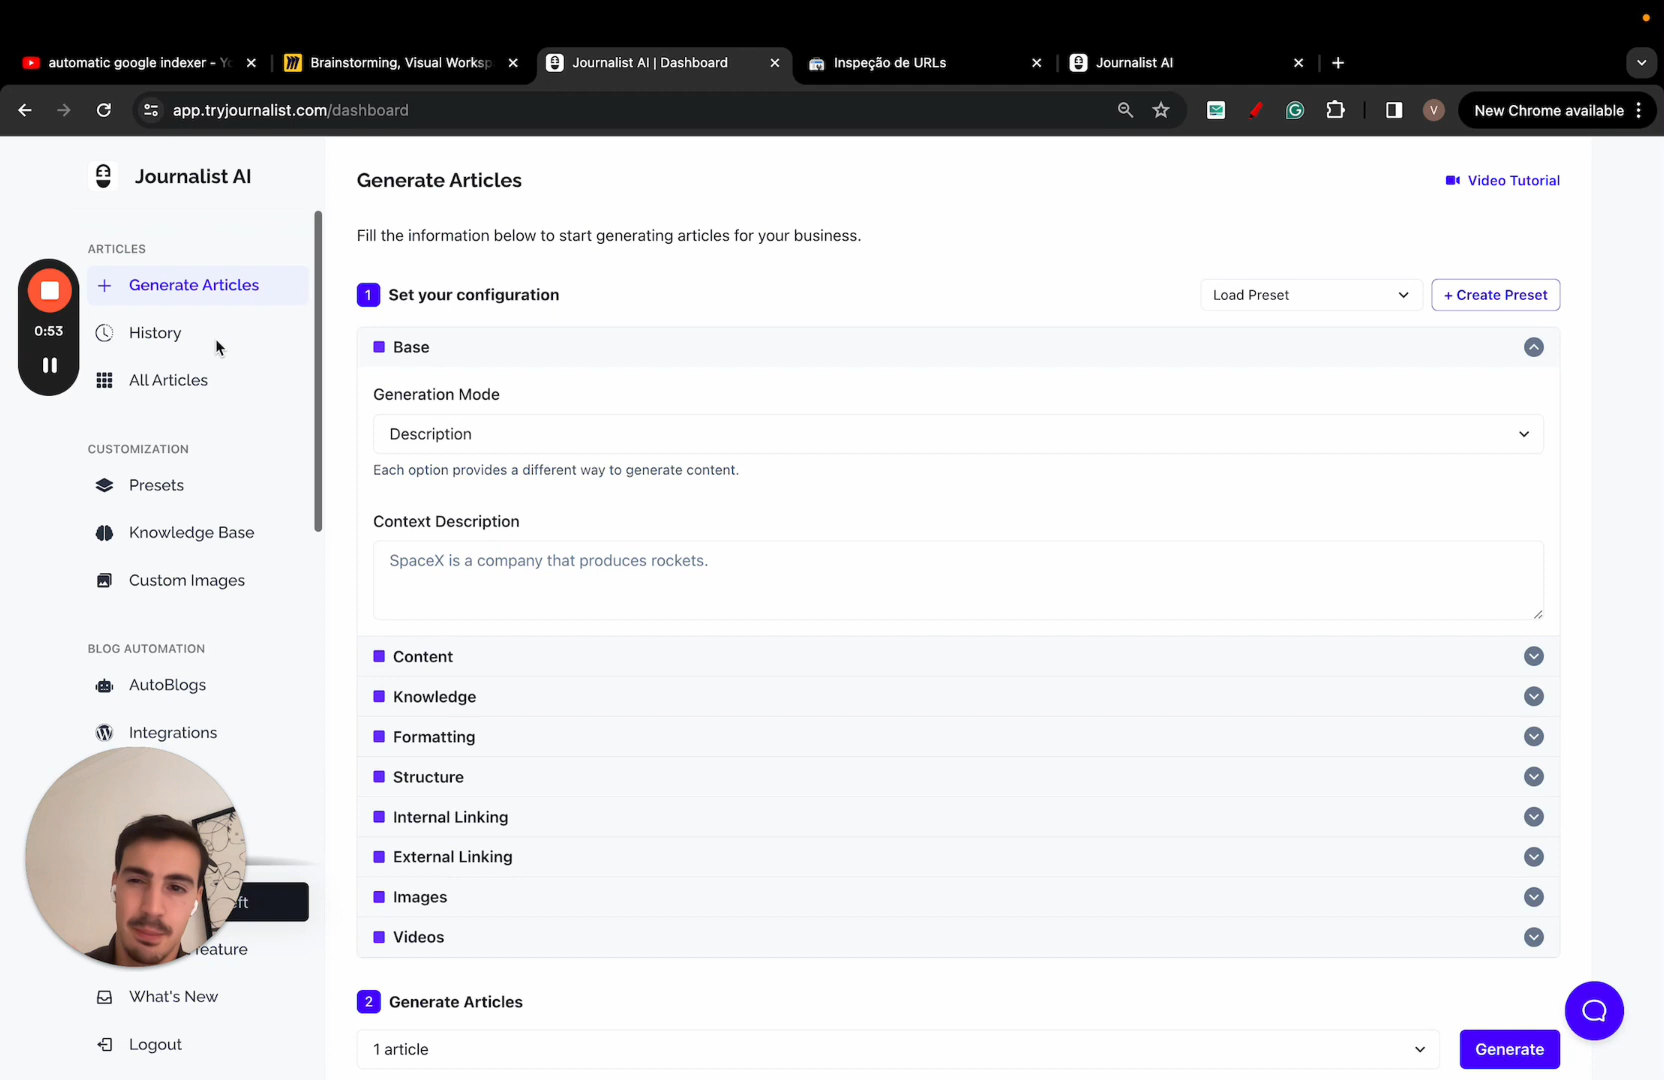 automatic google indexer - Yo
Brainstorming, Visual Worksp
Journalist AI | Dashboard
Inspeção de URLs
Journalist AI
app.tryjournalist.com/dashboard
V
New Chrome available
Journalist AI
ARTICLES
Generate Articles
0:53
History
All Articles
CUSTOMIZATION
Presets
Knowledge Base
Custom Images
BLOG AUTOMATION
AutoBlogs
Integrations
ft
feature
What's New
Logout
Generate Articles
Video Tutorial
Fill the information below to start generating articles for your business.
1 Set your configuration
Load Preset
+ Create Preset
Base
Generation Mode
Description
Each option provides a different way to generate content.
Context Description
SpaceX is a company that produces rockets.
Content
Knowledge
Formatting
Structure
Internal Linking
External Linking
Images
Videos
2 Generate Articles
1 article
Generate